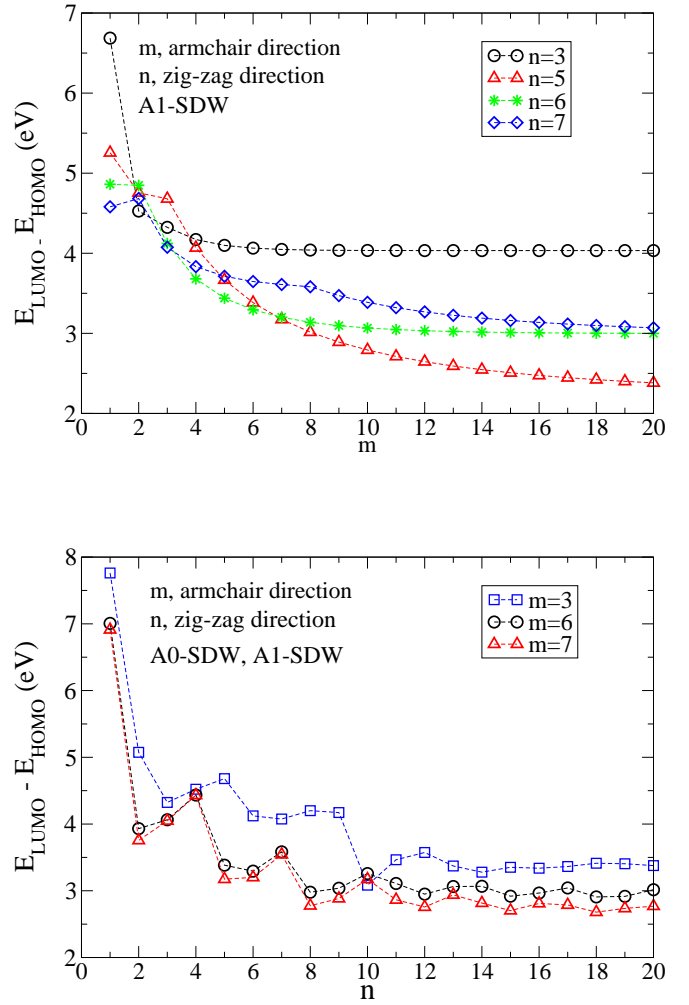 7
6
5
4
3
2
E_LUMO - E_HOMO (eV)
m, armchair direction
n, zig-zag direction
A1-SDW
n=3
n=5
n=6
n=7
0 2 4 6 8 10 12 14 16 18 20
m
8
7
6
5
4
3
2
E_LUMO - E_HOMO (eV)
m, armchair direction
n, zig-zag direction
A0-SDW, A1-SDW
m=3
m=6
m=7
0 2 4 6 8 10 12 14 16 18 20
n